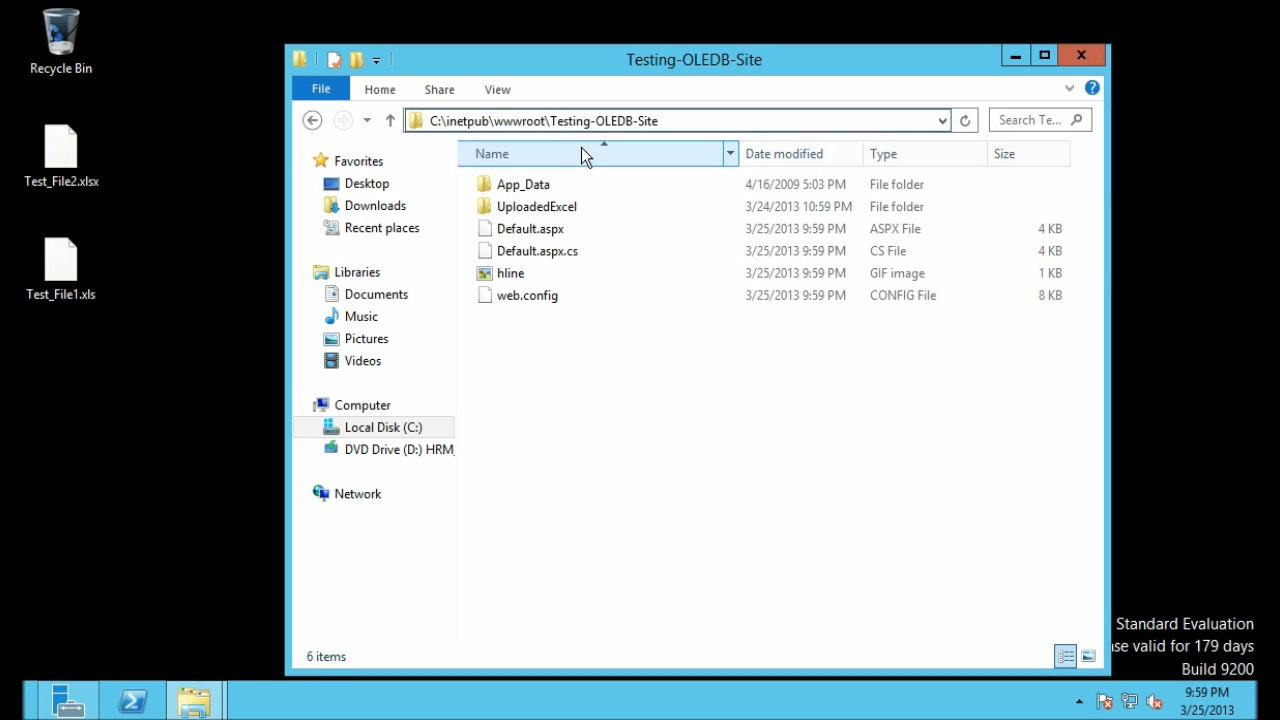 Recycle Bin
Test_File2.xlsx
Test_File1.xls
Testing-OLEDB-Site
File Home Share View
C:\inetpub\wwwroot\Testing-OLEDB-Site
Search Te...
Favorites
Desktop
Downloads
Recent places
Libraries
Documents
Music
Pictures
Videos
Computer
Local Disk (C:)
DVD Drive (D:) HRM_
Network
Name Date modified Type Size
App_Data 4/16/2009 5:03 PM File folder
UploadedExcel 3/24/2013 10:59 PM File folder
Default.aspx 3/25/2013 9:59 PM ASPX File 4 KB
Default.aspx.cs 3/25/2013 9:59 PM CS File 4 KB
hline 3/25/2013 9:59 PM GIF image 1 KB
web.config 3/25/2013 9:59 PM CONFIG File 8 KB
6 items
Standard Evaluation
se valid for 179 days
Build 9200
9:59 PM
3/25/2013